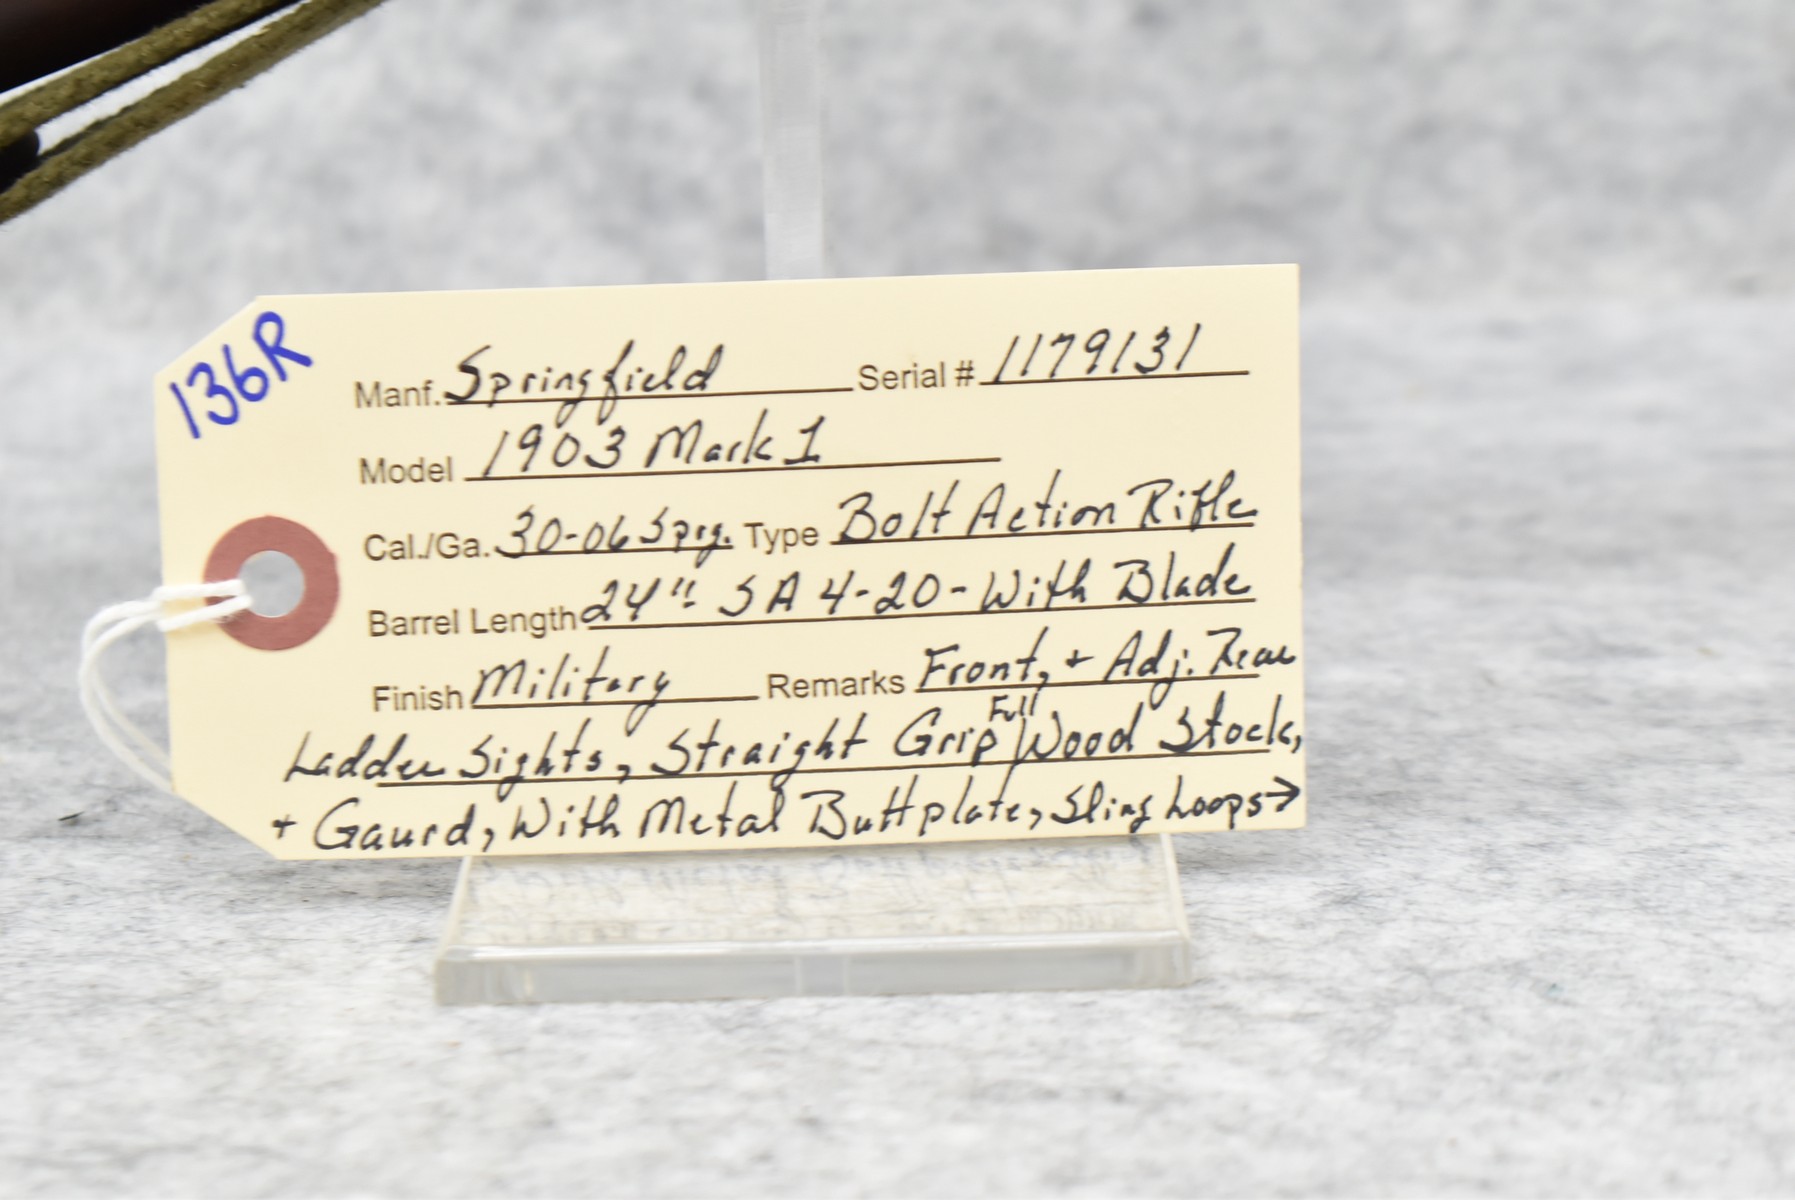 136R
Manf. Springfield Serial # 1179131
Model 1903 Mark I
Cal./Ga. 30-06 Sprg. Type Bolt Action Rifle
Barrel Length 24" SA 4-20-With Blade
Finish Military Remarks Front, + Adj. Rear
Ladder Sights, Straight Grip Full Wood Stock,
+ Gaurd, With Metal Buttplate, Sling Loops→